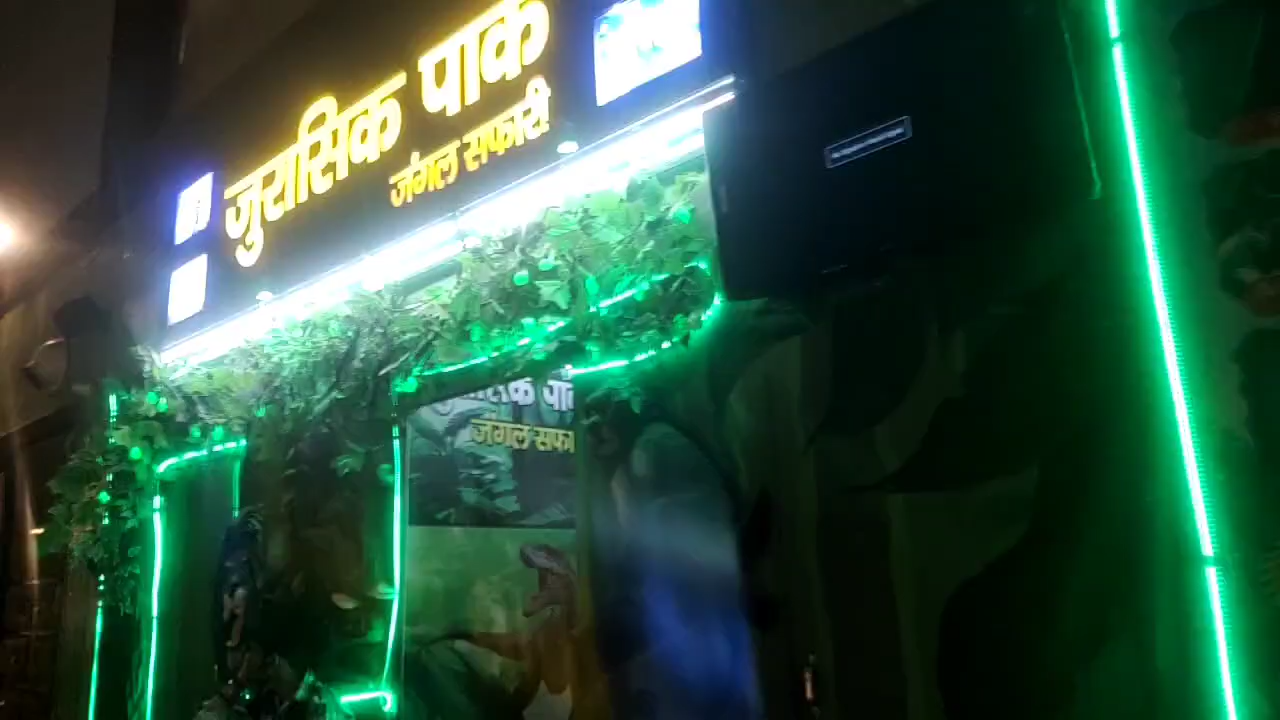 जुरासिक पार्क
जंगल सफारी
जुरासिक पा
जंगल सफा